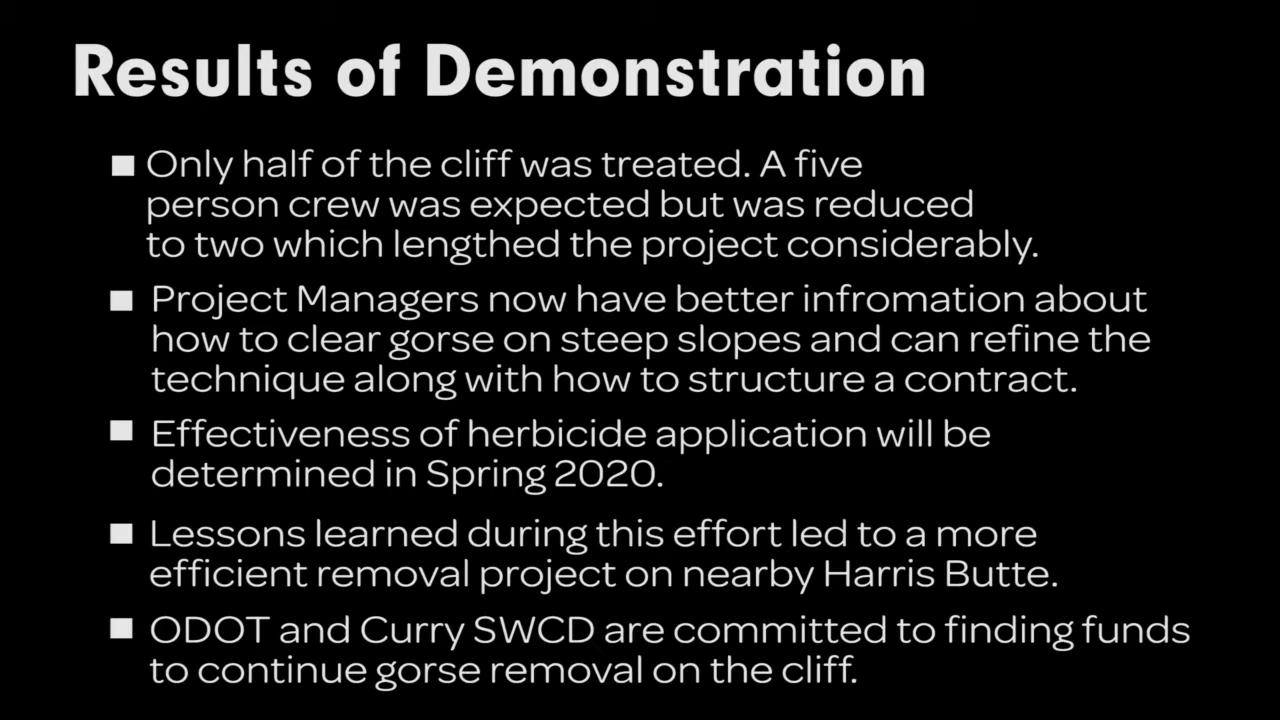 Results of Demonstration
■ Only half of the cliff was treated. A five
person crew was expected but was reduced
to two which lengthed the project considerably.
■ Project Managers now have better infromation about
how to clear gorse on steep slopes and can refine the
technique along with how to structure a contract.
■ Effectiveness of herbicide application will be
determined in Spring 2020.
■ Lessons learned during this effort led to a more
efficient removal project on nearby Harris Butte.
■ ODOT and Curry SWCD are committed to finding funds
to continue gorse removal on the cliff.